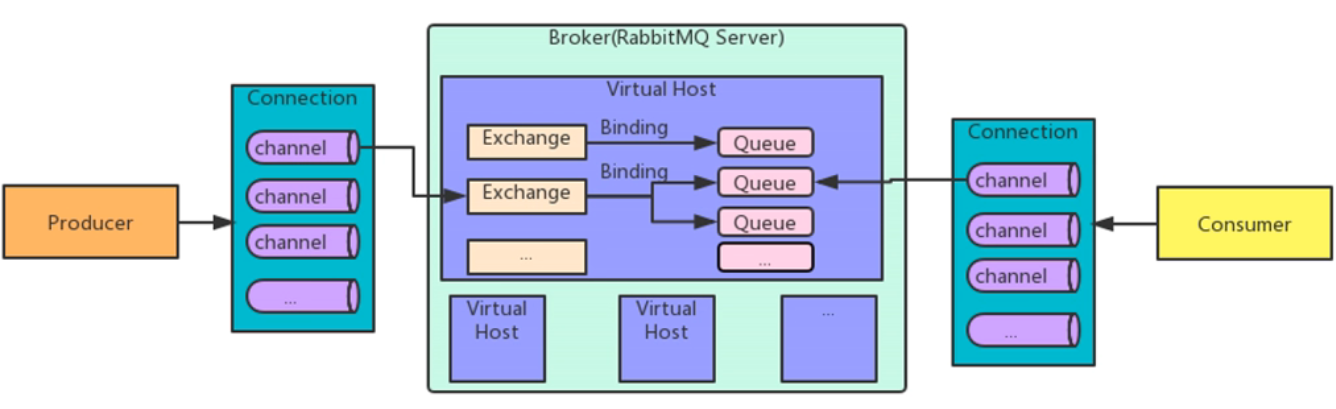 Broker(RabbitMQ Server)
Virtual Host
Connection
channel
channel
channel
...
Producer
Exchange
Binding
Queue
Exchange
Binding
Queue
Queue
...
...
Virtual
Host
Virtual
Host
...
Connection
channel
channel
channel
...
Consumer